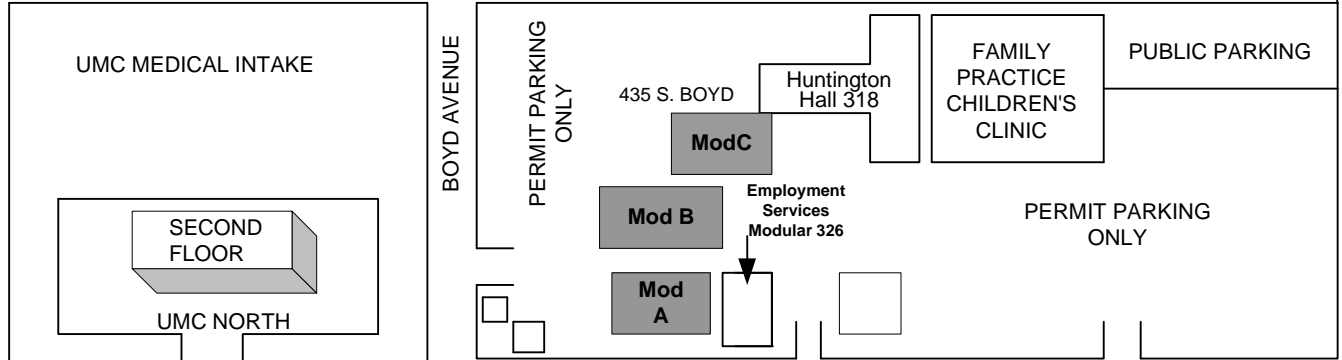 UMC MEDICAL INTAKE
SECOND
FLOOR
UMC NORTH
BOYD AVENUE
PERMIT PARKING
ONLY
435 S. BOYD
Huntington
Hall 318
FAMILY
PRACTICE
CHILDREN'S
CLINIC
PUBLIC PARKING
ModC
Mod B
Employment
Services
Modular 326
Mod
A
PERMIT PARKING
ONLY